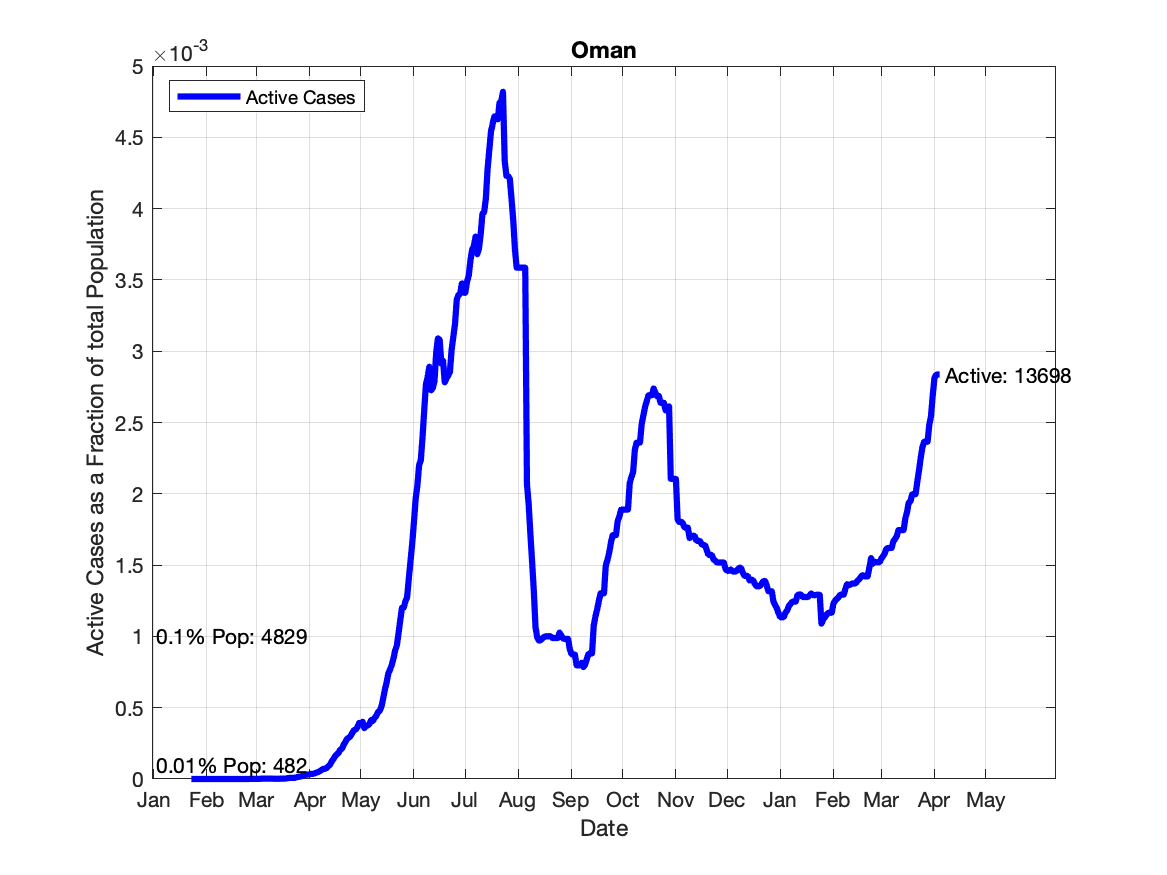 Oman
×10-3
Active Cases
5
4.5
4
3.5
3
2.5
2
1.5
1
0.5
0
Active Cases as a Fraction of total Population
Active: 13698
0.1% Pop: 4829
0.01% Pop: 482
Jan Feb Mar Apr May Jun Jul Aug Sep Oct Nov Dec Jan Feb Mar Apr May
Date